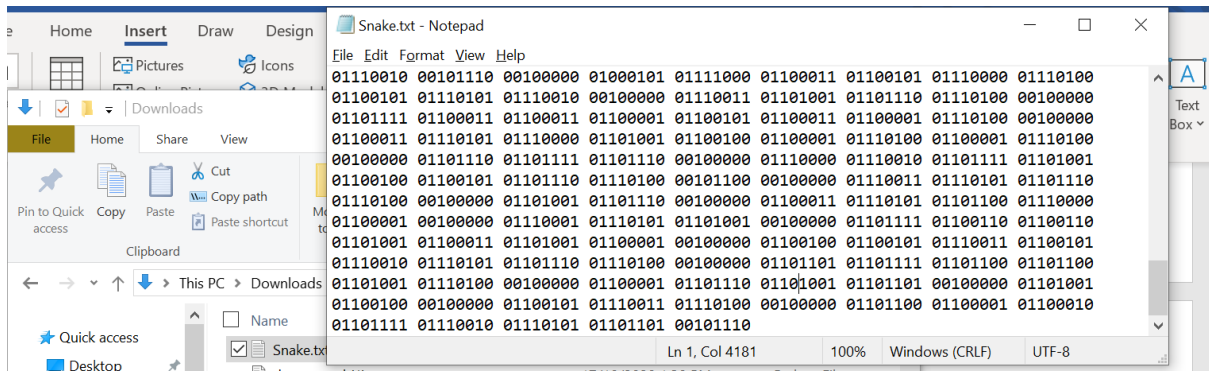 Home Insert Draw Design
Pictures Icons
Text
Box
A
Snake.txt - Notepad
File Edit Format View Help
01110010 00101110 00100000 01000101 01111000 01100011 01100101 01110000 01110100
01100101 01110101 01110010 00100000 01110011 01101001 01101110 01110100 00100000
01101111 01100011 01100011 01100001 01100101 01100011 01100001 01110100 00100000
01100011 01110101 01110000 01101001 01100100 01100001 01110100 01100001 01110100
00100000 01101110 01101111 01101110 00100000 01110000 01110010 01101111 01101001
01100100 01100101 01101110 01110100 00101100 00100000 01110011 01110101 01101110
01110100 00100000 01101001 01101110 00100000 01100011 01110101 01101100 01110000
01100001 00100000 01110001 01110101 01101001 00100000 01101111 01100110 01100110
01101001 01100011 01101001 01100001 00100000 01100100 01100101 01110011 01100101
01110010 01110101 01101110 01110100 00100000 01101101 01101111 01101100 01101100
01101001 01110100 00100000 01100001 01101110 01101001 01101101 00100000 01101001
01100100 00100000 01100101 01110011 01110100 00100000 01101100 01100001 01100010
01101111 01110010 01110101 01101101 00101110
Ln 1, Col 4181 100% Windows (CRLF) UTF-8
Downloads
File Home Share View
Pin to Quick
access
Copy
Paste
Cut
Copy path
Paste shortcut
Clipboard
This PC > Downloads
Name
Quick access
Snake.txt
Desktop